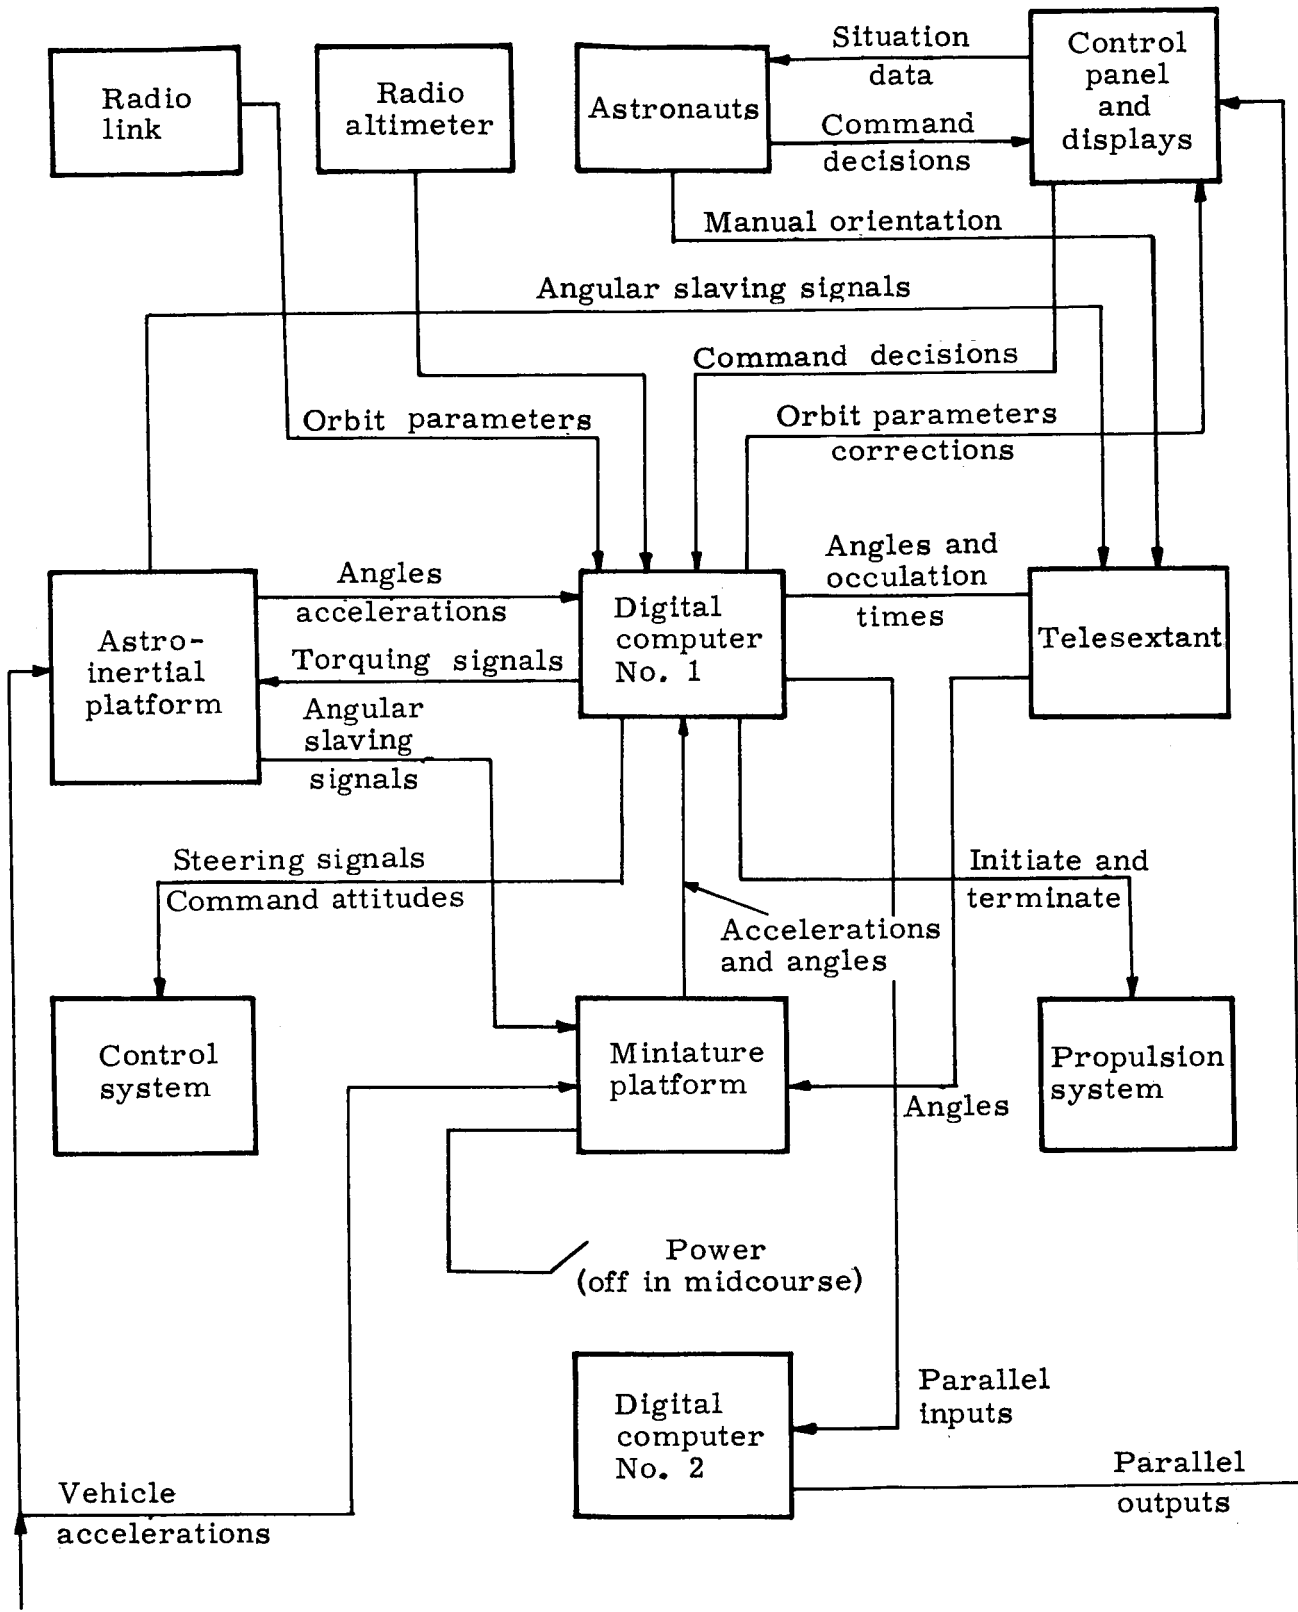 Radio
link
Radio
altimeter
Astronauts
Situation
data
Command
decisions
Control
panel
and
displays
Manual orientation
Angular slaving signals
Command decisions
Orbit parameters
Orbit parameters
corrections
Angles and
occulation
times
Angles
accelerations
Torquing signals
Angular
slaving
signals
Astro-
inertial
platform
Digital
computer
No. 1
Telesextant
Steering signals
Command attitudes
Initiate and
terminate
Accelerations
and angles
Control
system
Miniature
platform
Propulsion
system
Angles
Power
(off in midcourse)
Digital
computer
No. 2
Parallel
inputs
Parallel
outputs
Vehicle
accelerations